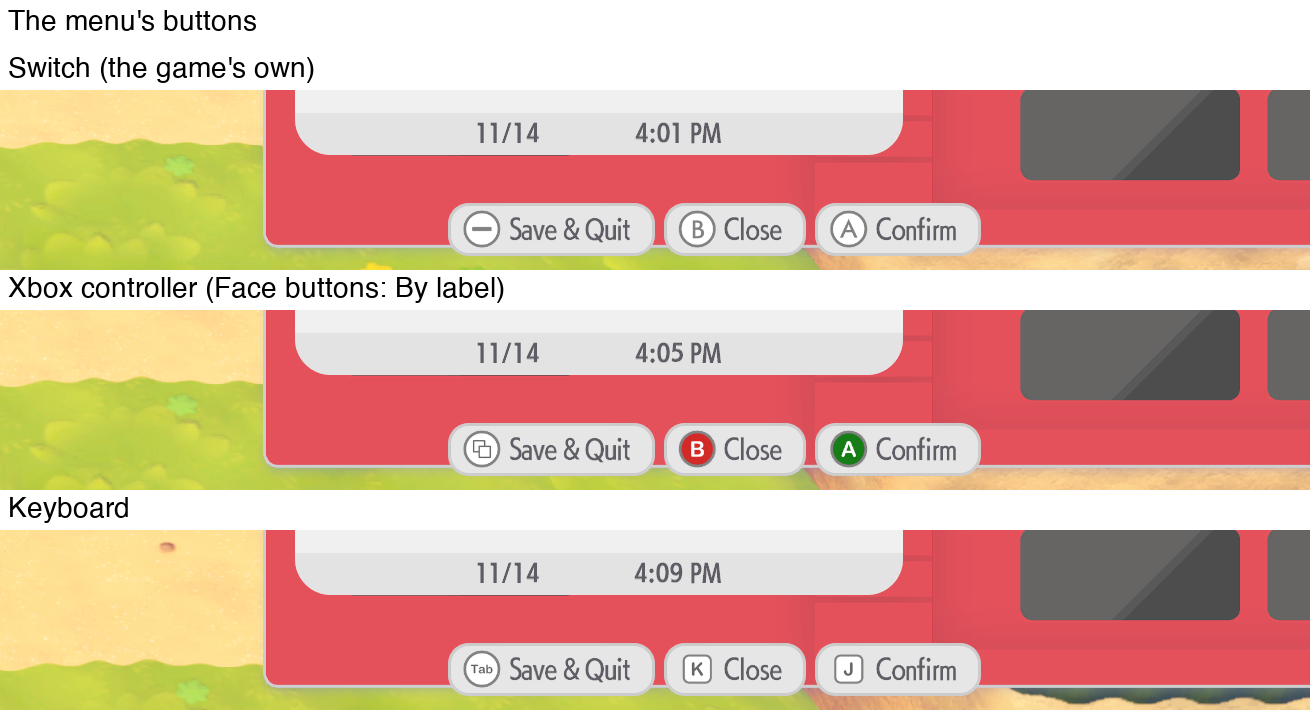 The menu's buttons
Switch (the game's own)
11/14 4:01 PM
Save & Quit B Close A Confirm
Xbox controller (Face buttons: By label)
11/14 4:05 PM
Save & Quit B Close A Confirm
Keyboard
11/14 4:09 PM
Tab Save & Quit K Close J Confirm